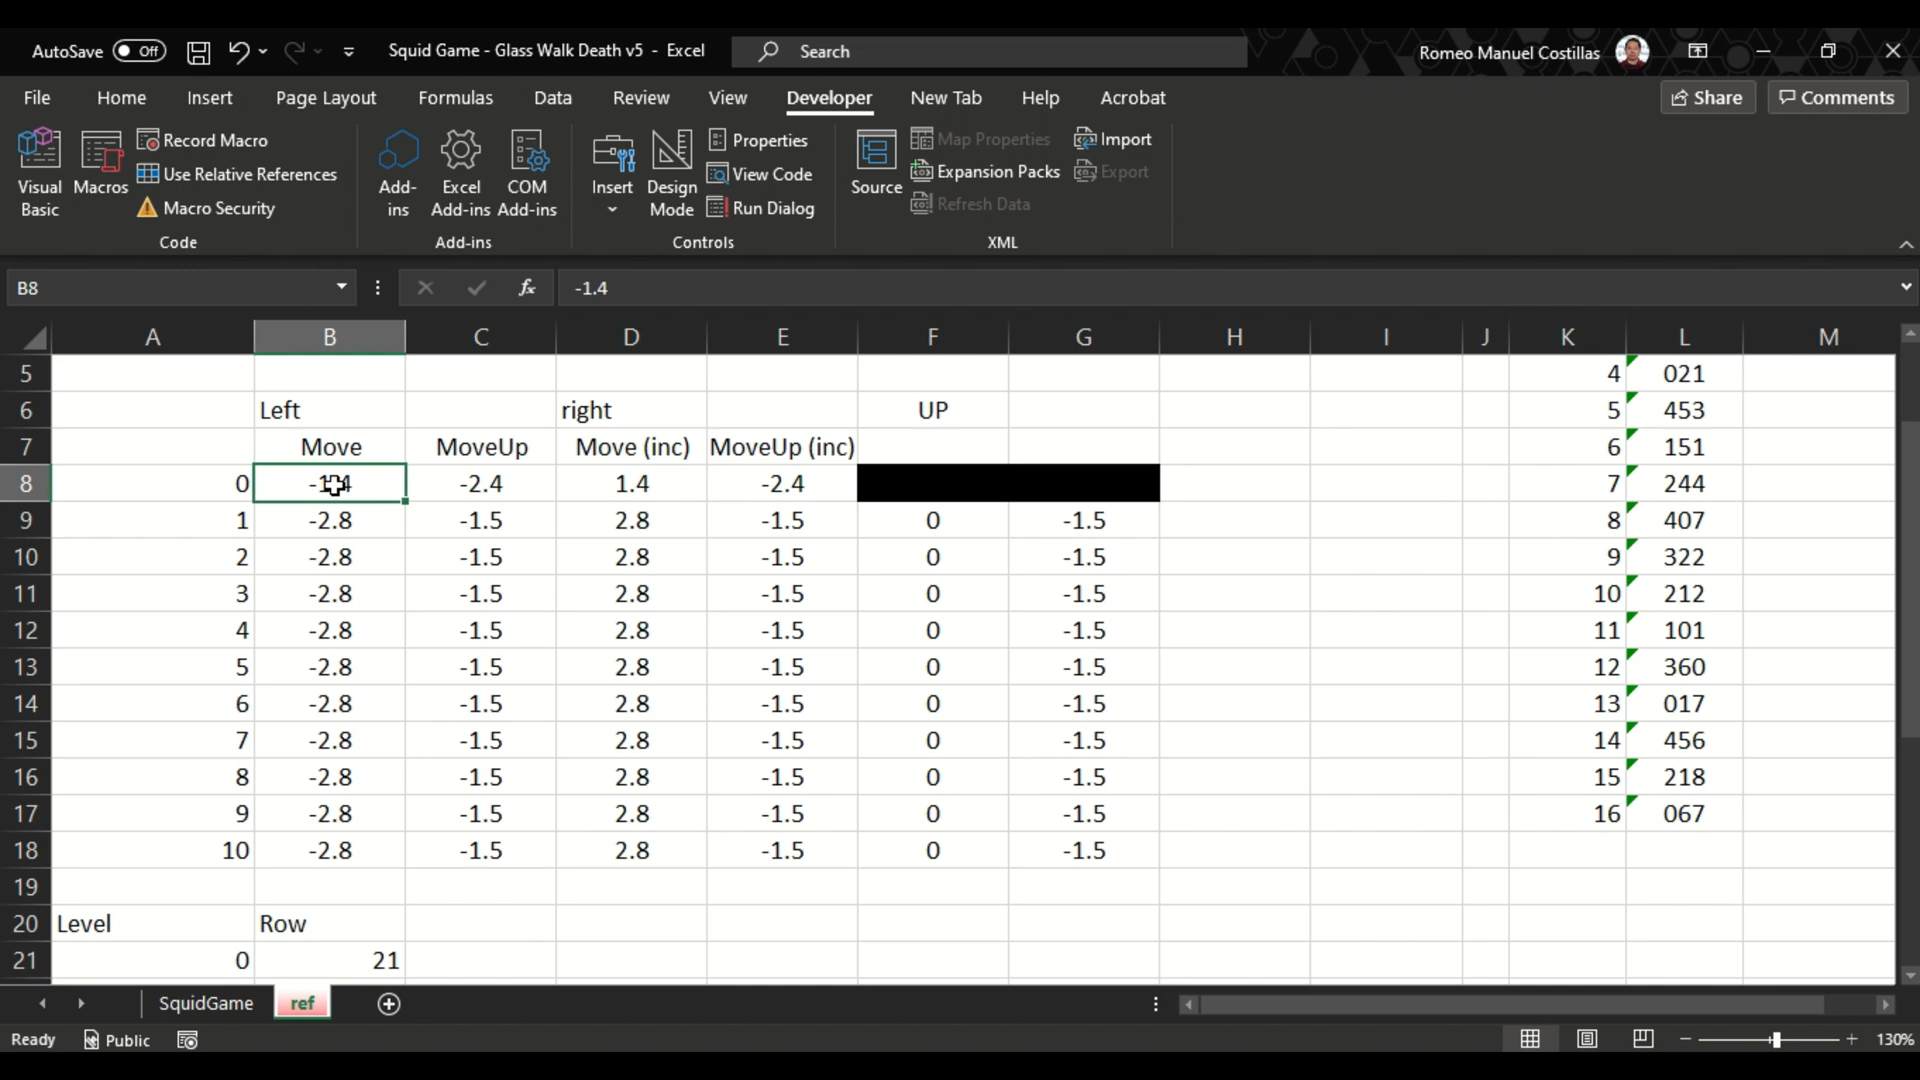 AutoSave Off Squid Game - Glass Walk Death v5 - Excel Search Romeo Manuel Costillas
File Home Insert Page Layout Formulas Data Review View Developer New Tab Help Acrobat Share Comments
Visual Basic Macros Record Macro Use Relative References Macro Security
Code
Add-ins Excel Add-ins COM Add-ins
Add-ins
Insert Design Mode Properties View Code Run Dialog
Controls
Source Map Properties Expansion Packs Refresh Data Import Export
XML
B8 fx -1.4
A B C D E F G H I J K L M
5 4 021
6 Left right UP 5 453
7 Move MoveUp Move (inc) MoveUp (inc) 6 151
8 0 -1.4 -2.4 1.4 -2.4 7 244
9 1 -2.8 -1.5 2.8 -1.5 0 -1.5 8 407
10 2 -2.8 -1.5 2.8 -1.5 0 -1.5 9 322
11 3 -2.8 -1.5 2.8 -1.5 0 -1.5 10 212
12 4 -2.8 -1.5 2.8 -1.5 0 -1.5 11 101
13 5 -2.8 -1.5 2.8 -1.5 0 -1.5 12 360
14 6 -2.8 -1.5 2.8 -1.5 0 -1.5 13 017
15 7 -2.8 -1.5 2.8 -1.5 0 -1.5 14 456
16 8 -2.8 -1.5 2.8 -1.5 0 -1.5 15 218
17 9 -2.8 -1.5 2.8 -1.5 0 -1.5 16 067
18 10 -2.8 -1.5 2.8 -1.5 0 -1.5
19
20 Level Row
21 0 21
SquidGame ref
Ready Public 130%